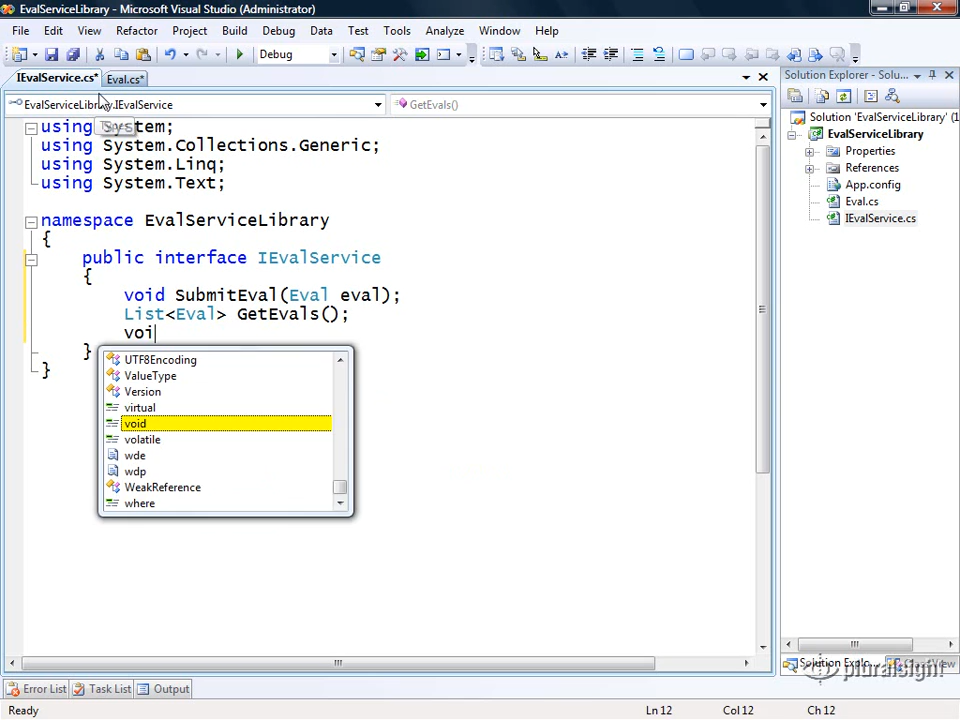 EvalServiceLibrary - Microsoft Visual Studio (Administrator)
File Edit View Refactor Project Build Debug Data Test Tools Analyze Window Help
Debug
IEvalService.cs* Eval.cs*
Solution Explorer - Solu...
EvalServiceLibrary.IEvalService GetEvals()
using System;
using System.Collections.Generic;
using System.Linq;
using System.Text;
namespace EvalServiceLibrary
{
public interface IEvalService
{
void SubmitEval(Eval eval);
List<Eval> GetEvals();
voi
}
}
UTF8Encoding
ValueType
Version
virtual
void
volatile
wde
wdp
WeakReference
where
Solution 'EvalServiceLibrary' (1
EvalServiceLibrary
Properties
References
App.config
Eval.cs
IEvalService.cs
Solution Explo...
pluralsight
Error List Task List Output
Ready Ln 12 Col 12 Ch 12